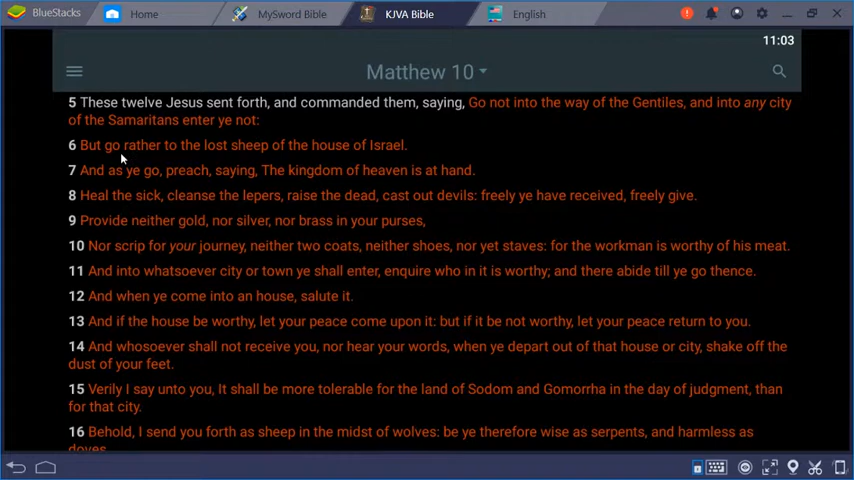 BlueStacks Home MySword Bible KJVA Bible English
11:03
Matthew 10
5 These twelve Jesus sent forth, and commanded them, saying, Go not into the way of the Gentiles, and into any city
of the Samaritans enter ye not:
6 But go rather to the lost sheep of the house of Israel.
7 And as ye go, preach, saying, The kingdom of heaven is at hand.
8 Heal the sick, cleanse the lepers, raise the dead, cast out devils: freely ye have received, freely give.
9 Provide neither gold, nor silver, nor brass in your purses,
10 Nor scrip for your journey, neither two coats, neither shoes, nor yet staves: for the workman is worthy of his meat.
11 And into whatsoever city or town ye shall enter, enquire who in it is worthy; and there abide till ye go thence.
12 And when ye come into an house, salute it.
13 And if the house be worthy, let your peace come upon it: but if it be not worthy, let your peace return to you.
14 And whosoever shall not receive you, nor hear your words, when ye depart out of that house or city, shake off the
dust of your feet.
15 Verily I say unto you, It shall be more tolerable for the land of Sodom and Gomorrha in the day of judgment, than
for that city.
16 Behold, I send you forth as sheep in the midst of wolves: be ye therefore wise as serpents, and harmless as
doves.